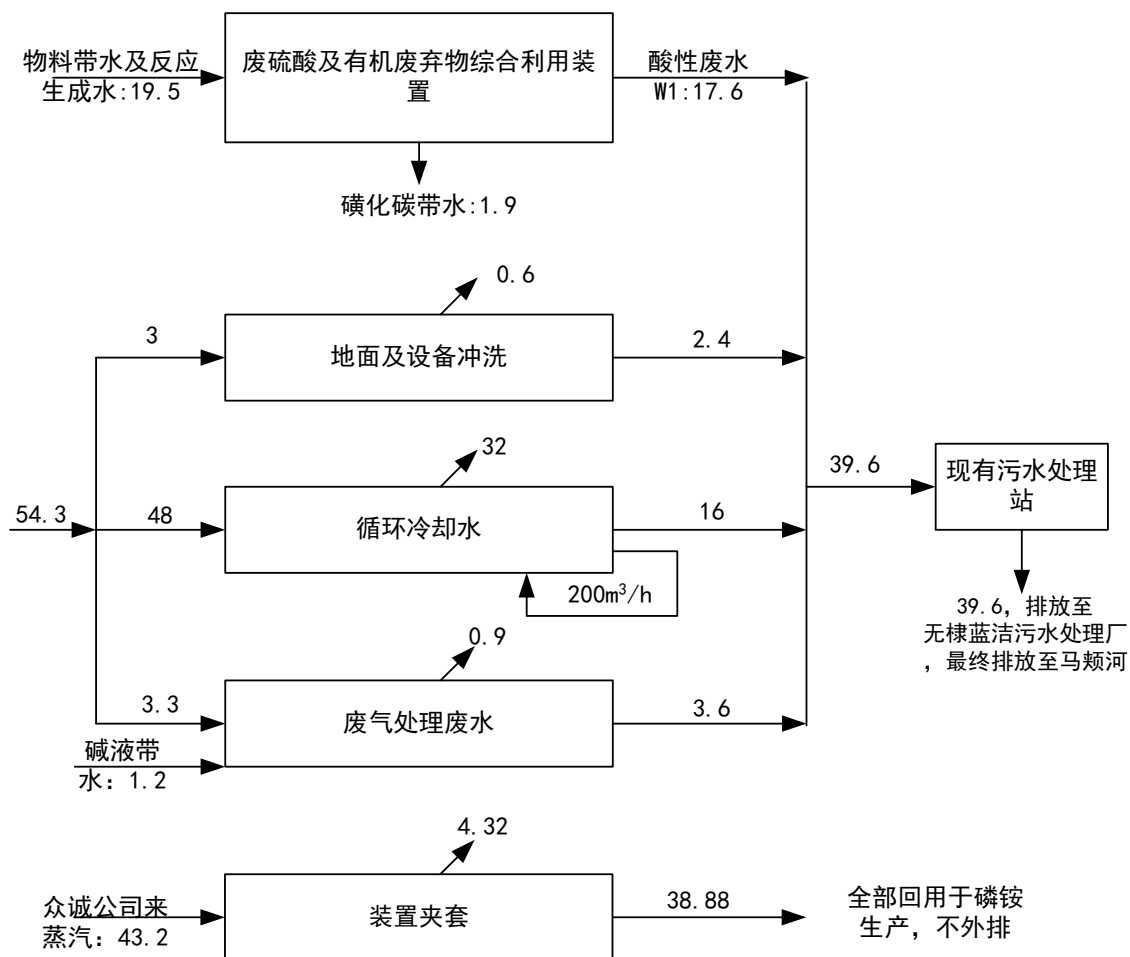 物料带水及反应
生成水:19.5
废硫酸及有机废弃物综合利用装
置
酸性废水
W1:17.6
磺化碳带水:1.9
0.6
3
地面及设备冲洗
2.4
32
54.3
48
循环冷却水
16
200m³/h
39.6
现有污水处理
站
39.6，排放至
无棣蓝洁污水处理厂
，最终排放至马颊河
0.9
3.3
废气处理废水
3.6
碱液带
水：1.2
4.32
众诚公司来
蒸汽：43.2
装置夹套
38.88
全部回用于磷铵
生产，不外排